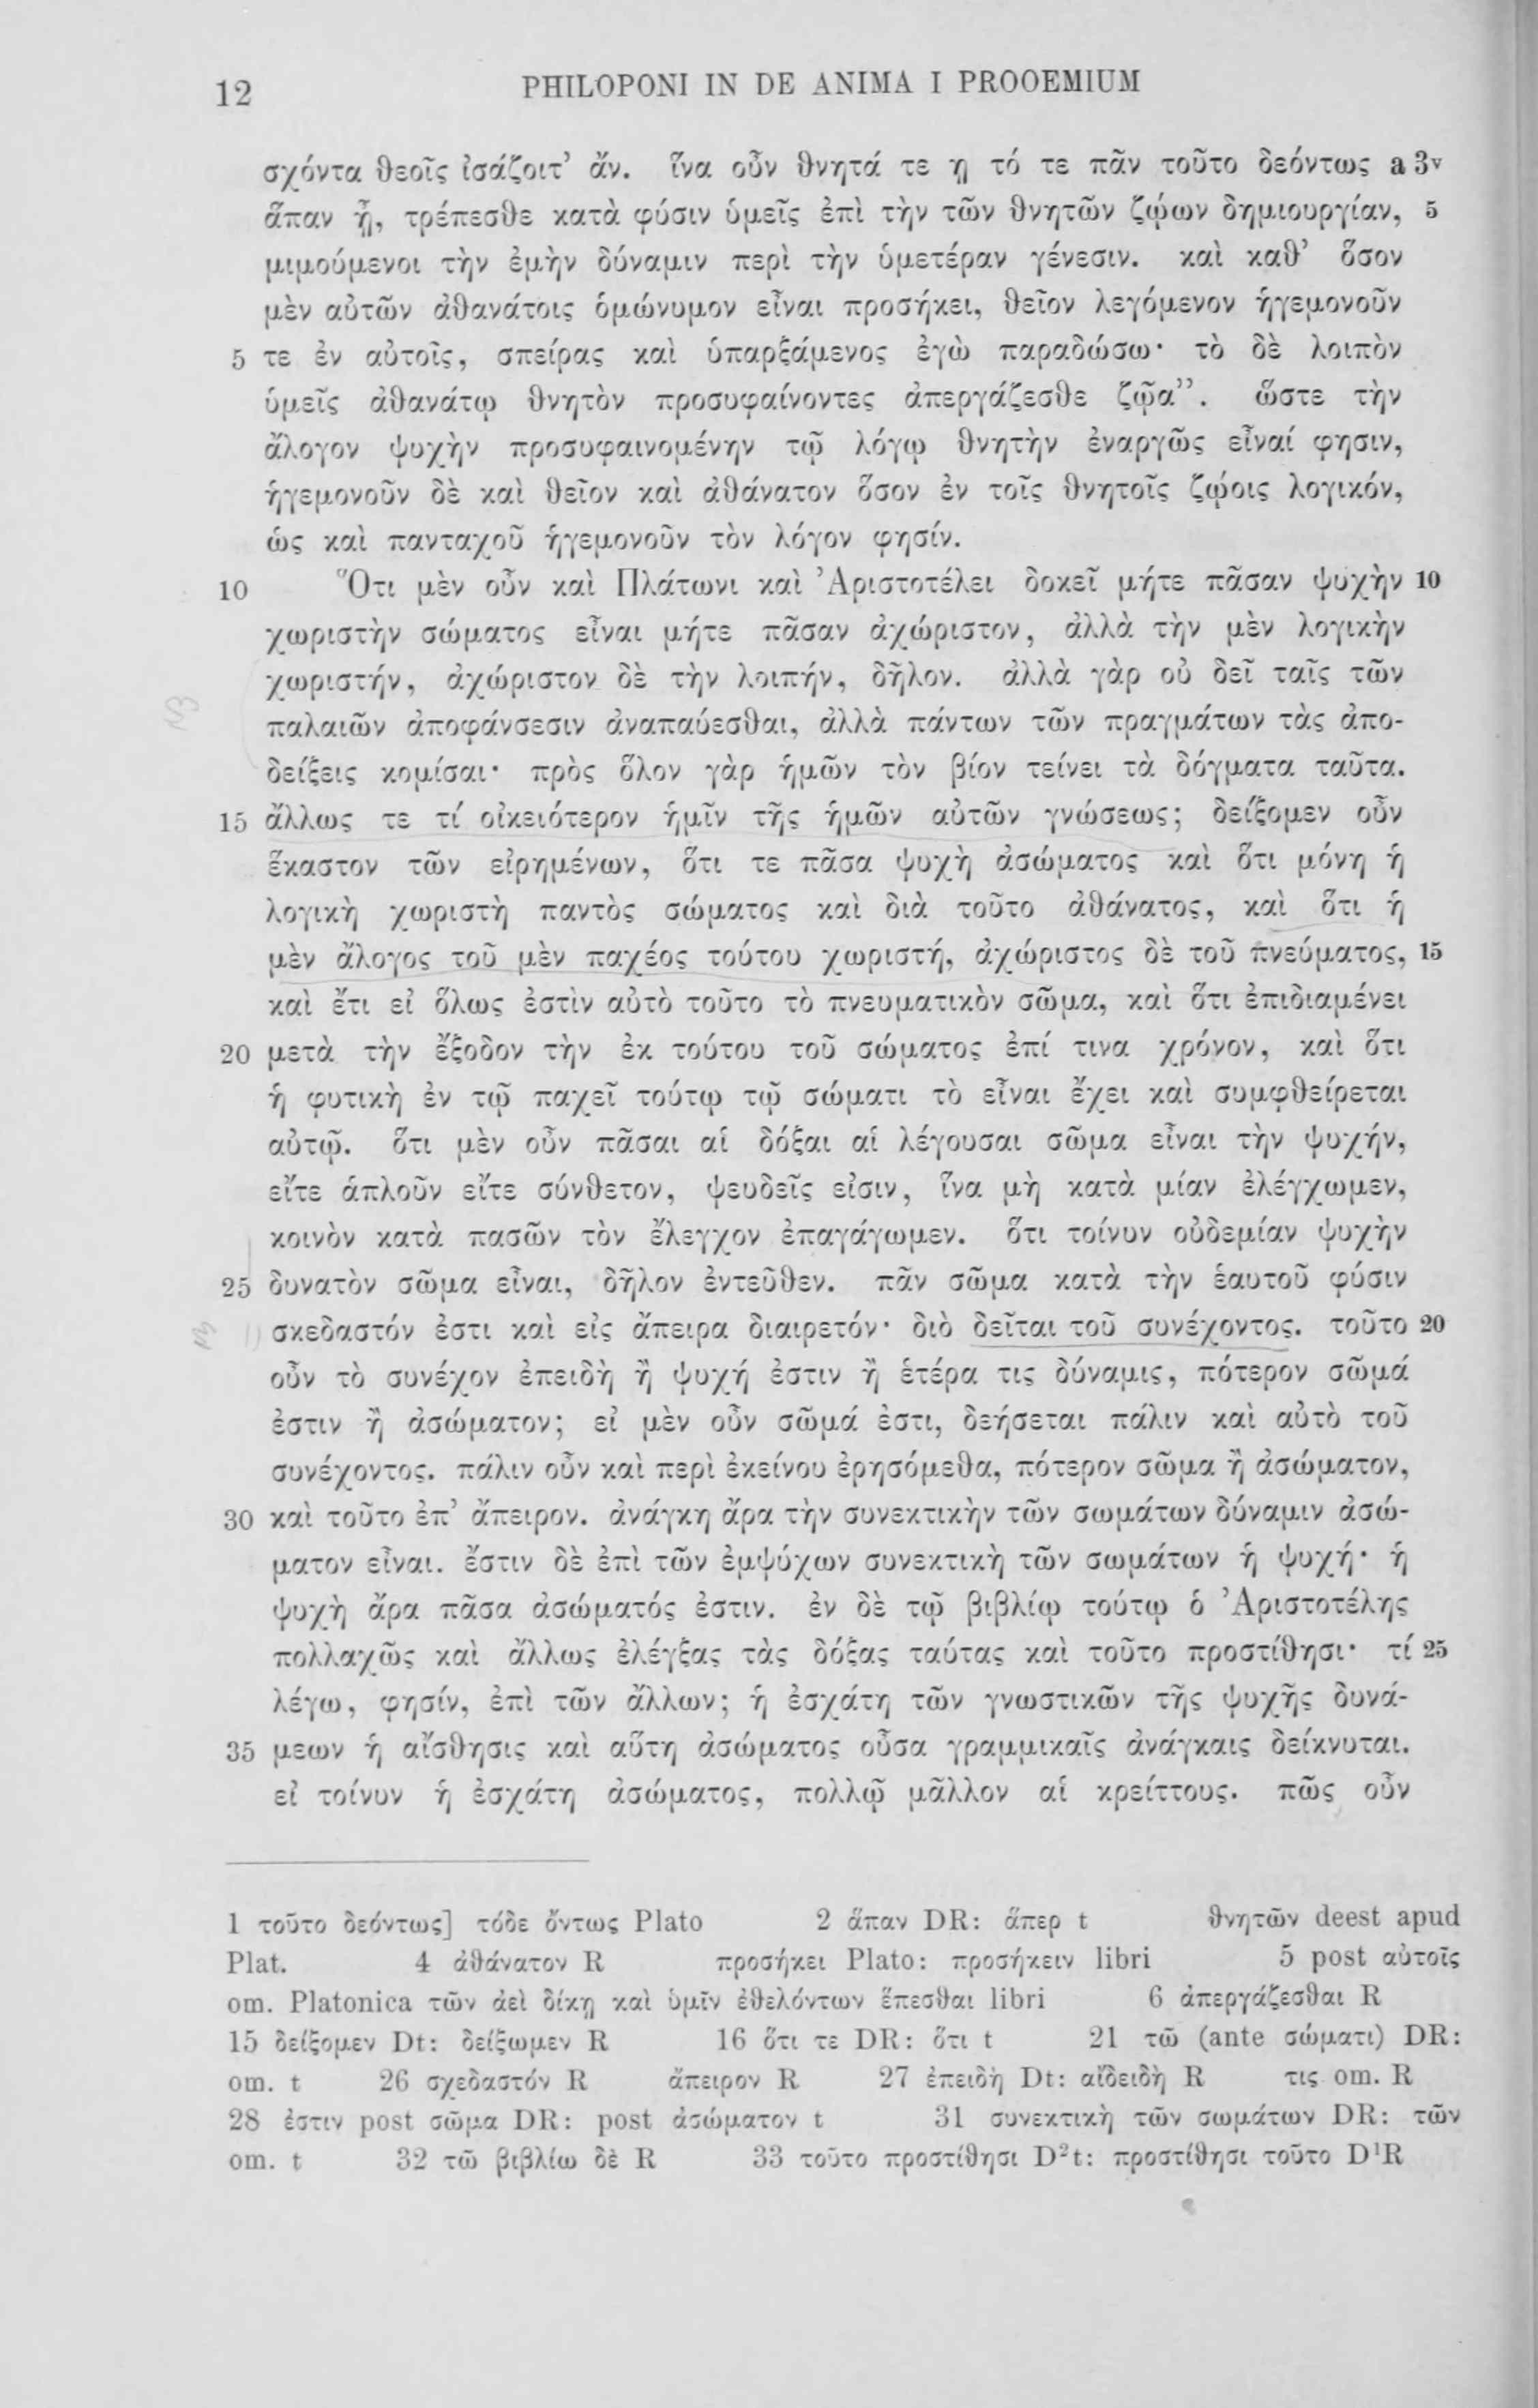 12 PHILOPONI IN DE ANIMA I PROOEMIUM
σχόντα θεοῖς ἰσάζοιτ’ ἄν. ἵνα οὖν θνητά τε ᾖ τό τε πᾶν τοῦτο δεόντως a 3v
ἅπαν ᾖ, τρέπεσθε κατὰ φύσιν ὑμεῖς ἐπὶ τὴν τῶν θνητῶν ζῴων δημιουργίαν, 5
μιμούμενοι τὴν ἐμὴν δύναμιν περὶ τὴν ὑμετέραν γένεσιν. καὶ καθ’ ὅσον
μὲν αὐτῶν ἀθανάτοις ὁμώνυμον εἶναι προσήκει, θεῖον λεγόμενον ἡγεμονοῦν
5 τε ἐν αὐτοῖς, σπείρας καὶ ὑπαρξάμενος ἐγὼ παραδώσω· τὸ δὲ λοιπὸν
ὑμεῖς ἀθανάτῳ θνητὸν προσυφαίνοντες ἀπεργάζεσθε ζῷα”. ὥστε τὴν
ἄλογον ψυχὴν προσυφαινομένην τῷ λόγῳ θνητὴν ἐναργῶς εἶναί φησιν,
ἡγεμονοῦν δὲ καὶ θεῖον καὶ ἀθάνατον ὅσον ἐν τοῖς θνητοῖς ζῴοις λογικόν,
ὡς καὶ πανταχοῦ ἡγεμονοῦν τὸν λόγον φησίν.
10 Ὅτι μὲν οὖν καὶ Πλάτωνι καὶ Ἀριστοτέλει δοκεῖ μήτε πᾶσαν ψυχὴν 10
χωριστὴν σώματος εἶναι μήτε πᾶσαν ἀχώριστον, ἀλλὰ τὴν μὲν λογικὴν
χωριστήν, ἀχώριστον δὲ τὴν λοιπήν, δῆλον. ἀλλὰ γὰρ οὐ δεῖ ταῖς τῶν
NB
παλαιῶν ἀποφάνσεσιν ἀναπαύεσθαι, ἀλλὰ πάντων τῶν πραγμάτων τὰς ἀπο-
δείξεις κομίσαι· πρὸς ὅλον γὰρ ἡμῶν τὸν βίον τείνει τὰ δόγματα ταῦτα.
15 ἄλλως τε τί οἰκειότερον ἡμῖν τῆς ἡμῶν αὐτῶν γνώσεως; δείξομεν οὖν
ἕκαστον τῶν εἰρημένων, ὅτι τε πᾶσα ψυχὴ ἀσώματος καὶ ὅτι μόνη ἡ
λογικὴ χωριστὴ παντὸς σώματος καὶ διὰ τοῦτο ἀθάνατος, καὶ ὅτι ἡ
μὲν ἄλογος τοῦ μὲν παχέος τούτου χωριστή, ἀχώριστος δὲ τοῦ πνεύματος, 15
καὶ ἔτι εἰ ὅλως ἐστὶν αὐτὸ τοῦτο τὸ πνευματικὸν σῶμα, καὶ ὅτι ἐπιδιαμένει
20 μετὰ τὴν ἔξοδον τὴν ἐκ τούτου τοῦ σώματος ἐπί τινα χρόνον, καὶ ὅτι
ἡ φυτικὴ ἐν τῷ παχεῖ τούτῳ τῷ σώματι τὸ εἶναι ἔχει καὶ συμφθείρεται
αὐτῷ. ὅτι μὲν οὖν πᾶσαι αἱ δόξαι αἱ λέγουσαι σῶμα εἶναι τὴν ψυχήν,
εἴτε ἁπλοῦν εἴτε σύνθετον, ψευδεῖς εἰσιν, ἵνα μὴ κατὰ μίαν ἐλέγχωμεν,
κοινὸν κατὰ πασῶν τὸν ἔλεγχον ἐπαγάγωμεν. ὅτι τοίνυν οὐδεμίαν ψυχὴν
25 δυνατὸν σῶμα εἶναι, δῆλον ἐντεῦθεν. πᾶν σῶμα κατὰ τὴν ἑαυτοῦ φύσιν
NB
σκεδαστόν ἐστι καὶ εἰς ἄπειρα διαιρετόν· διὸ δεῖται τοῦ συνέχοντος. τοῦτο 20
οὖν τὸ συνέχον ἐπειδὴ ἢ ψυχή ἐστιν ἢ ἑτέρα τις δύναμις, πότερον σῶμά
ἐστιν ἢ ἀσώματον; εἰ μὲν οὖν σῶμά ἐστι, δεήσεται πάλιν καὶ αὐτὸ τοῦ
συνέχοντος. πάλιν οὖν καὶ περὶ ἐκείνου ἐρησόμεθα, πότερον σῶμα ἢ ἀσώματον,
30 καὶ τοῦτο ἐπ’ ἄπειρον. ἀνάγκη ἄρα τὴν συνεκτικὴν τῶν σωμάτων δύναμιν ἀσώ-
ματον εἶναι. ἔστιν δὲ ἐπὶ τῶν ἐμψύχων συνεκτικὴ τῶν σωμάτων ἡ ψυχή· ἡ
ψυχὴ ἄρα πᾶσα ἀσώματός ἐστιν. ἐν δὲ τῷ βιβλίῳ τούτῳ ὁ Ἀριστοτέλης
πολλαχῶς καὶ ἄλλως ἐλέγξας τὰς δόξας ταύτας καὶ τοῦτο προστίθησι· τί 25
λέγω, φησίν, ἐπὶ τῶν ἄλλων; ἡ ἐσχάτη τῶν γνωστικῶν τῆς ψυχῆς δυνά-
35 μεων ἡ αἴσθησις καὶ αὕτη ἀσώματος οὖσα γραμμικαῖς ἀνάγκαις δείκνυται.
εἰ τοίνυν ἡ ἐσχάτη ἀσώματος, πολλῷ μᾶλλον αἱ κρείττους. πῶς οὖν
1 τοῦτο δεόντως] τόδε ὄντως Plato 2 ἅπαν DR: ἅπερ t θνητῶν deest apud
Plat. 4 ἀθάνατον R προσήκει Plato: προσήκειν libri 5 post αὐτοῖς
om. Platonica τῶν ἀεὶ δίκῃ καὶ ὑμῖν ἐθελόντων ἕπεσθαι libri 6 ἀπεργάζεσθαι R
15 δείξομεν Dt: δείξωμεν R 16 ὅτι τε DR: ὅτι t 21 τῶ (ante σώματι) DR:
om. t 26 σχεδαστόν R ἄπειρον R 27 ἐπειδὴ Dt: αἴδειδὴ R τις om. R
28 ἐστιν post σῶμα DR: post ἀσώματον t 31 συνεκτικὴ τῶν σωμάτων DR: τῶν
om. t 32 τῶ βιβλίω δὲ R 33 τοῦτο προστίθησι D²t: προστίθησι τοῦτο D¹R